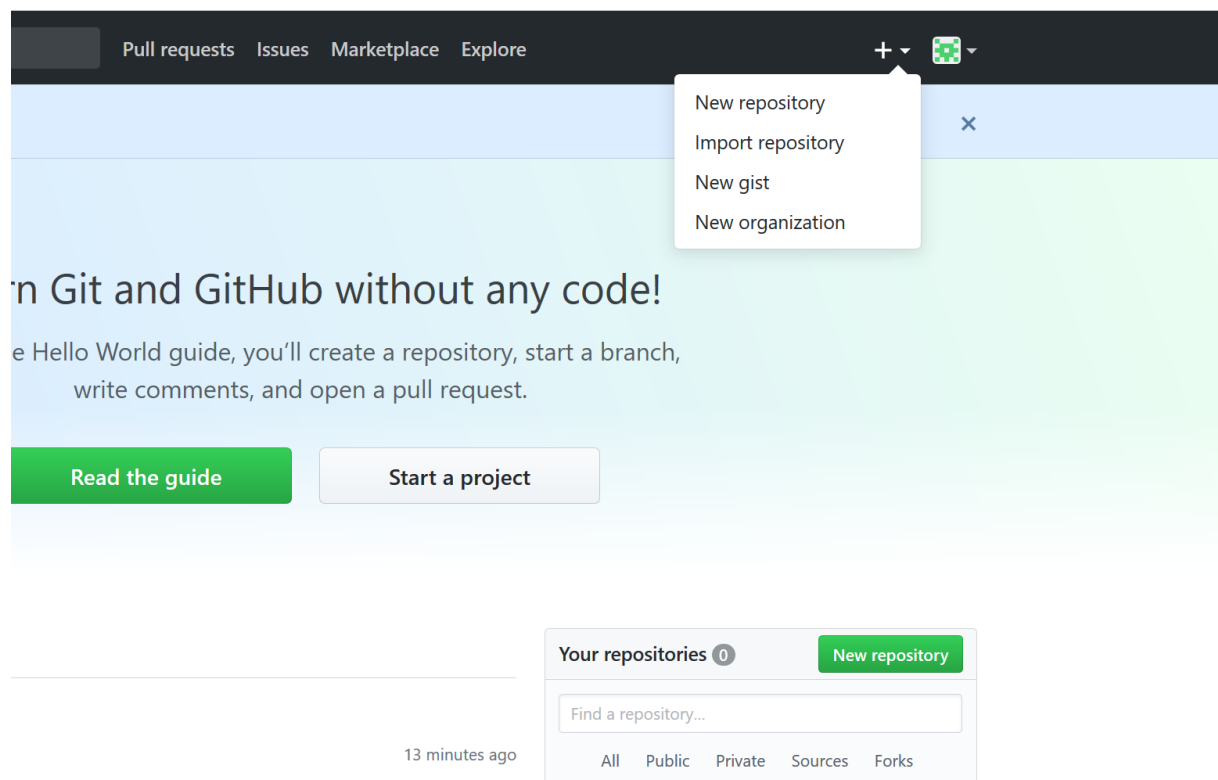 Pull requests Issues Marketplace Explore
New repository
Import repository
New gist
New organization
n Git and GitHub without any code!
e Hello World guide, you’ll create a repository, start a branch,
write comments, and open a pull request.
Read the guide Start a project
Your repositories 0 New repository
Find a repository...
13 minutes ago All Public Private Sources Forks